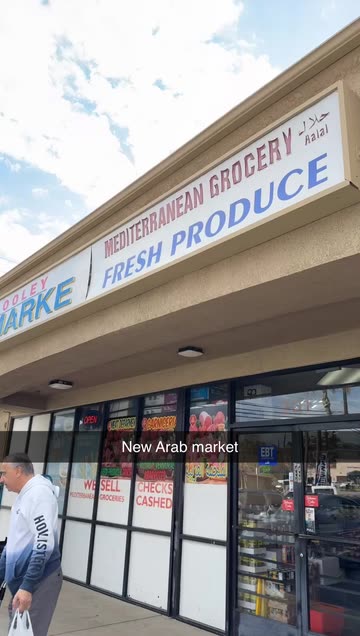 OOLEY
MARKE
MEDITERRANEAN GROCERY
حلال
Halal
FRESH PRODUCE
New Arab market
OPEN
EBT
WE SELL
MEDITERRANEAN GROCERIES
CHECKS
CASHED